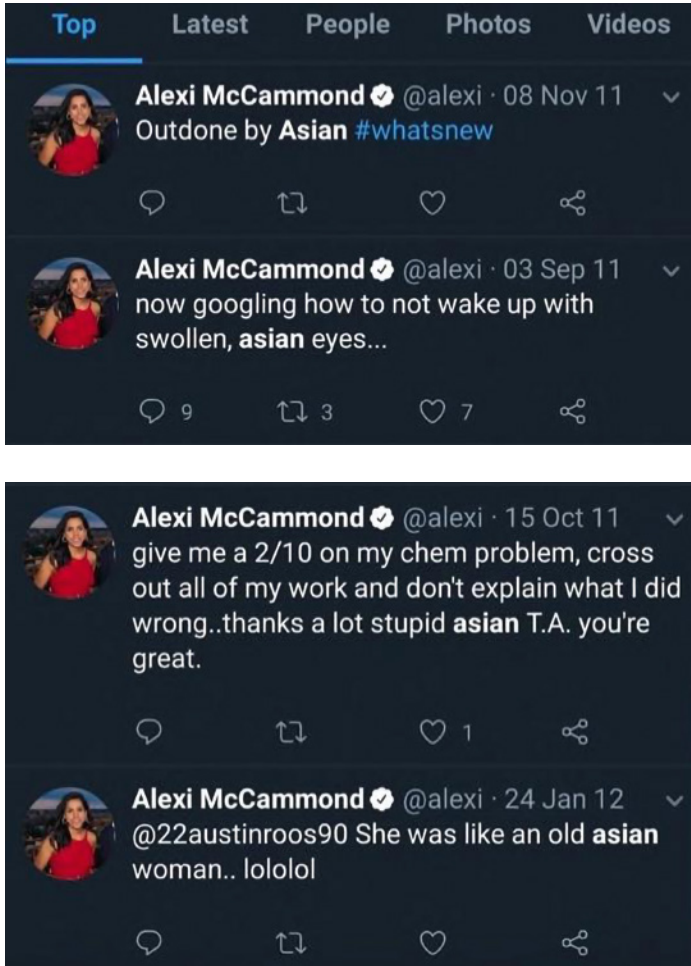 Top Latest People Photos Videos
Alexi McCammond @alexi · 08 Nov 11
Outdone by Asian #whatsnew
Alexi McCammond @alexi · 03 Sep 11
now googling how to not wake up with
swollen, asian eyes...
9 3 7
Alexi McCammond @alexi · 15 Oct 11
give me a 2/10 on my chem problem, cross
out all of my work and don't explain what I did
wrong..thanks a lot stupid asian T.A. you're
great.
1
Alexi McCammond @alexi · 24 Jan 12
@22austinroos90 She was like an old asian
woman.. lololol